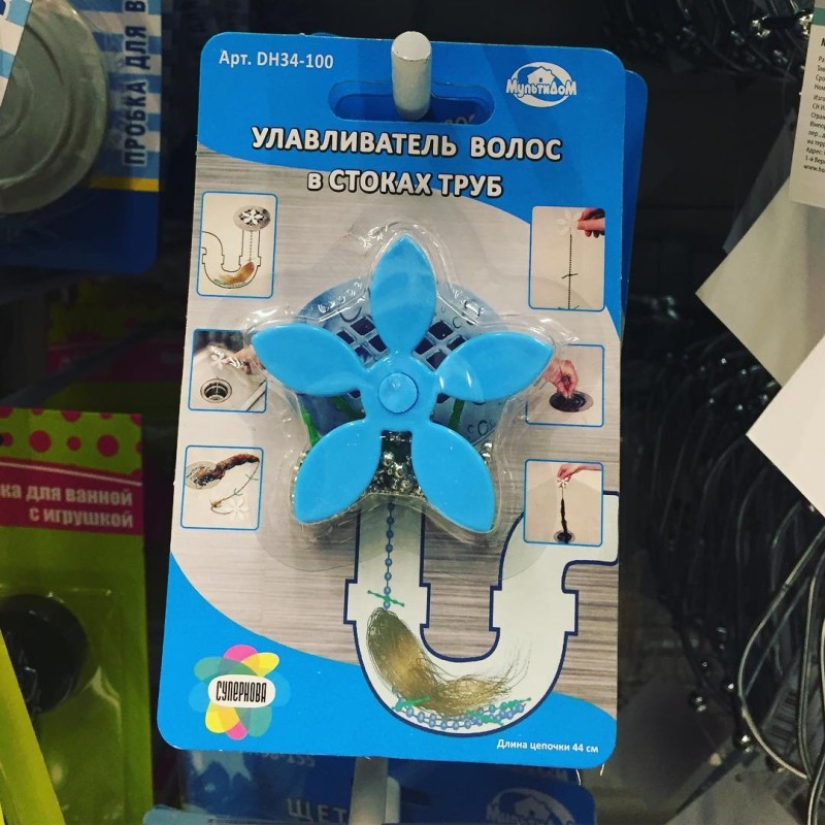 Арт. DH34-100
МультидоМ
УЛАВЛИВАТЕЛЬ ВОЛОС
в СТОКАХ ТРУБ
СУПЕРНОВА
Длина цепочки 44 см
ПРОБКА ДЛЯ В
ка для ванной
с игрушкой
ЩЕТ